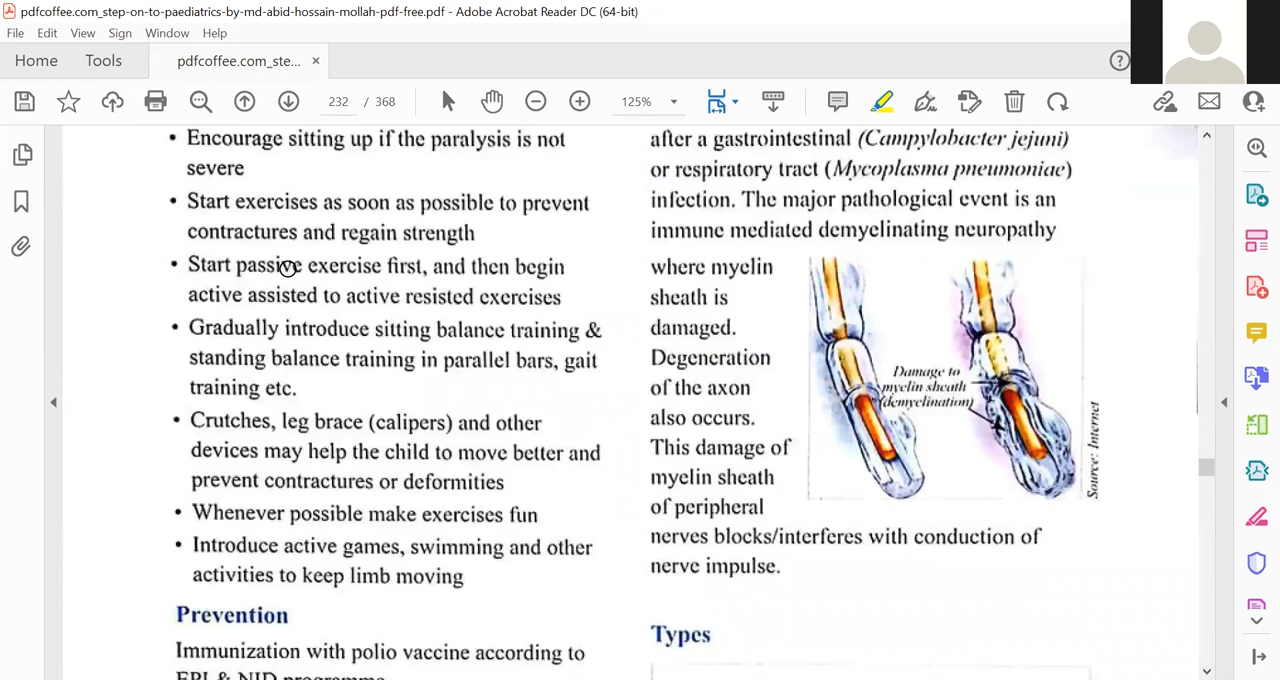 pdfcoffee.com_step-on-to-paediatrics-by-md-abid-hossain-mollah-pdf-free.pdf - Adobe Acrobat Reader DC (64-bit)
File Edit View Sign Window Help
Home Tools pdfcoffee.com_ste... ×
232 / 368 125%
• Encourage sitting up if the paralysis is not
severe
• Start exercises as soon as possible to prevent
contractures and regain strength
• Start passive exercise first, and then begin
active assisted to active resisted exercises
• Gradually introduce sitting balance training &
standing balance training in parallel bars, gait
training etc.
• Crutches, leg brace (calipers) and other
devices may help the child to move better and
prevent contractures or deformities
• Whenever possible make exercises fun
• Introduce active games, swimming and other
activities to keep limb moving
Prevention
Immunization with polio vaccine according to
EPI & NID programme
after a gastrointestinal (Campylobacter jejuni)
or respiratory tract (Mycoplasma pneumoniae)
infection. The major pathological event is an
immune mediated demyelinating neuropathy
where myelin
sheath is
damaged.
Degeneration
of the axon
also occurs.
This damage of
myelin sheath
of peripheral
nerves blocks/interferes with conduction of
nerve impulse.
Damage to
myelin sheath
(demyelination)
Source: Internet
Types